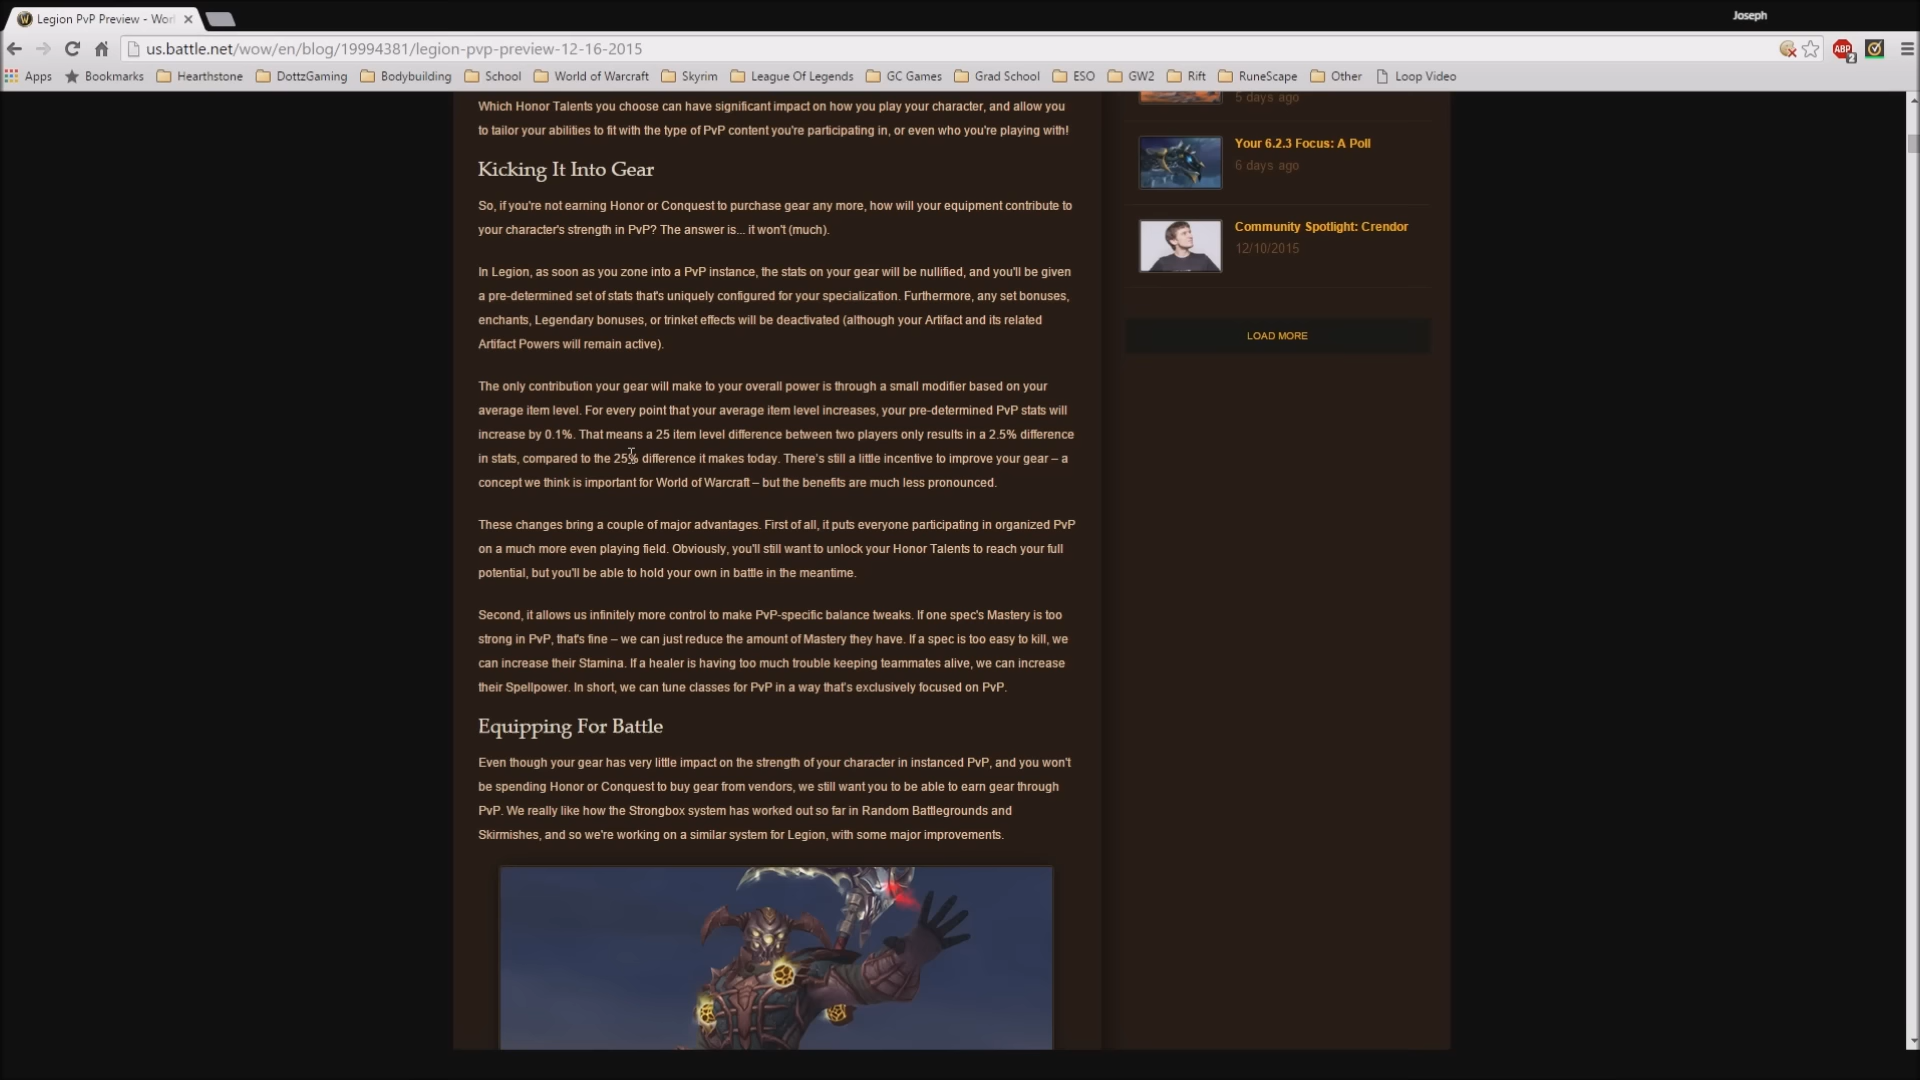 Legion PvP Preview - Wor
Joseph
us.battle.net/wow/en/blog/19994381/legion-pvp-preview-12-16-2015
ABP
2
Apps
Bookmarks
Hearthstone
DottzGaming
Bodybuilding
School
World of Warcraft
Skyrim
League Of Legends
GC Games
Grad School
ESO
GW2
Rift
RuneScape
Other
Loop Video
Which Honor Talents you choose can have significant impact on how you play your character, and allow you
to tailor your abilities to fit with the type of PvP content you're participating in, or even who you're playing with!
Kicking It Into Gear
So, if you're not earning Honor or Conquest to purchase gear any more, how will your equipment contribute to
your character's strength in PvP? The answer is... it won't (much).
In Legion, as soon as you zone into a PvP instance, the stats on your gear will be nullified, and you'll be given
a pre-determined set of stats that's uniquely configured for your specialization. Furthermore, any set bonuses,
enchants, Legendary bonuses, or trinket effects will be deactivated (although your Artifact and its related
Artifact Powers will remain active).
The only contribution your gear will make to your overall power is through a small modifier based on your
average item level. For every point that your average item level increases, your pre-determined PvP stats will
increase by 0.1%. That means a 25 item level difference between two players only results in a 2.5% difference
in stats, compared to the 25% difference it makes today. There's still a little incentive to improve your gear – a
concept we think is important for World of Warcraft – but the benefits are much less pronounced.
These changes bring a couple of major advantages. First of all, it puts everyone participating in organized PvP
on a much more even playing field. Obviously, you'll still want to unlock your Honor Talents to reach your full
potential, but you'll be able to hold your own in battle in the meantime.
Second, it allows us infinitely more control to make PvP-specific balance tweaks. If one spec's Mastery is too
strong in PvP, that's fine – we can just reduce the amount of Mastery they have. If a spec is too easy to kill, we
can increase their Stamina. If a healer is having too much trouble keeping teammates alive, we can increase
their Spellpower. In short, we can tune classes for PvP in a way that's exclusively focused on PvP.
Equipping For Battle
Even though your gear has very little impact on the strength of your character in instanced PvP, and you won't
be spending Honor or Conquest to buy gear from vendors, we still want you to be able to earn gear through
PvP. We really like how the Strongbox system has worked out so far in Random Battlegrounds and
Skirmishes, and so we're working on a similar system for Legion, with some major improvements.
5 days ago
Your 6.2.3 Focus: A Poll
6 days ago
Community Spotlight: Crendor
12/10/2015
LOAD MORE